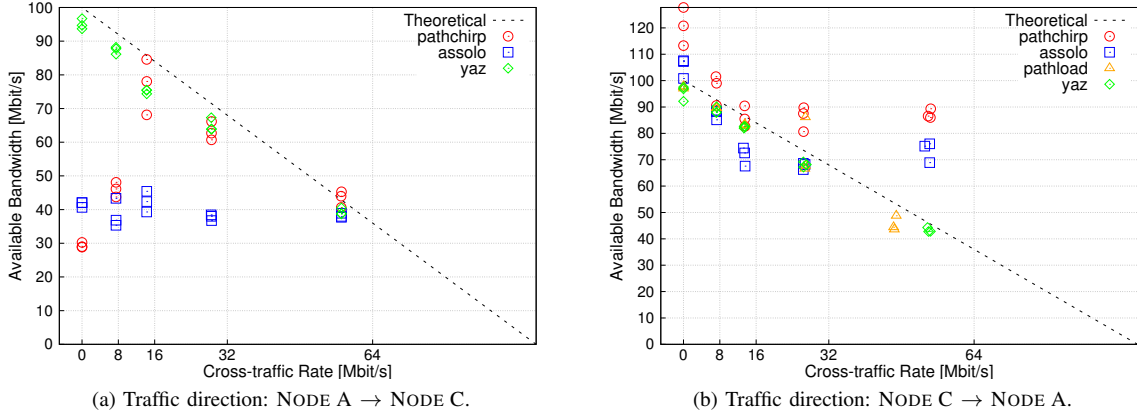 100
90
80
70
60
50
40
30
20
10
0
Available Bandwidth [Mbit/s]
0 8 16 32 64
Cross-traffic Rate [Mbit/s]
Theoretical
pathchirp
assolo
yaz
(a) Traffic direction: NODE A → NODE C.
120
110
100
90
80
70
60
50
40
30
20
10
0
Available Bandwidth [Mbit/s]
0 8 16 32 64
Cross-traffic Rate [Mbit/s]
Theoretical
pathchirp
assolo
pathload
yaz
(b) Traffic direction: NODE C → NODE A.